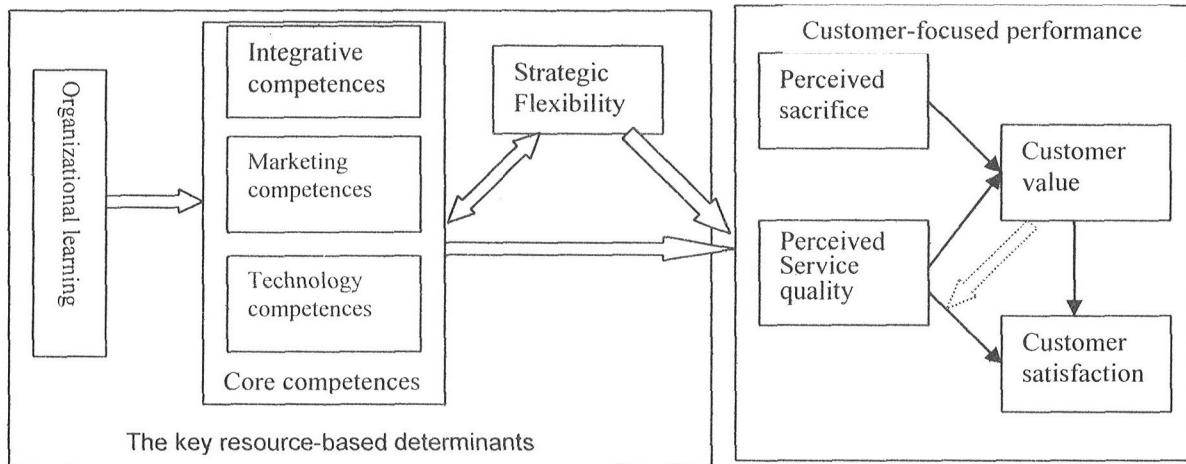 Organizational learning
Integrative
competences
Marketing
competences
Technology
competences
Core competences
Strategic
Flexibility
The key resource-based determinants
Customer-focused performance
Perceived
sacrifice
Perceived
Service
quality
Customer
value
Customer
satisfaction